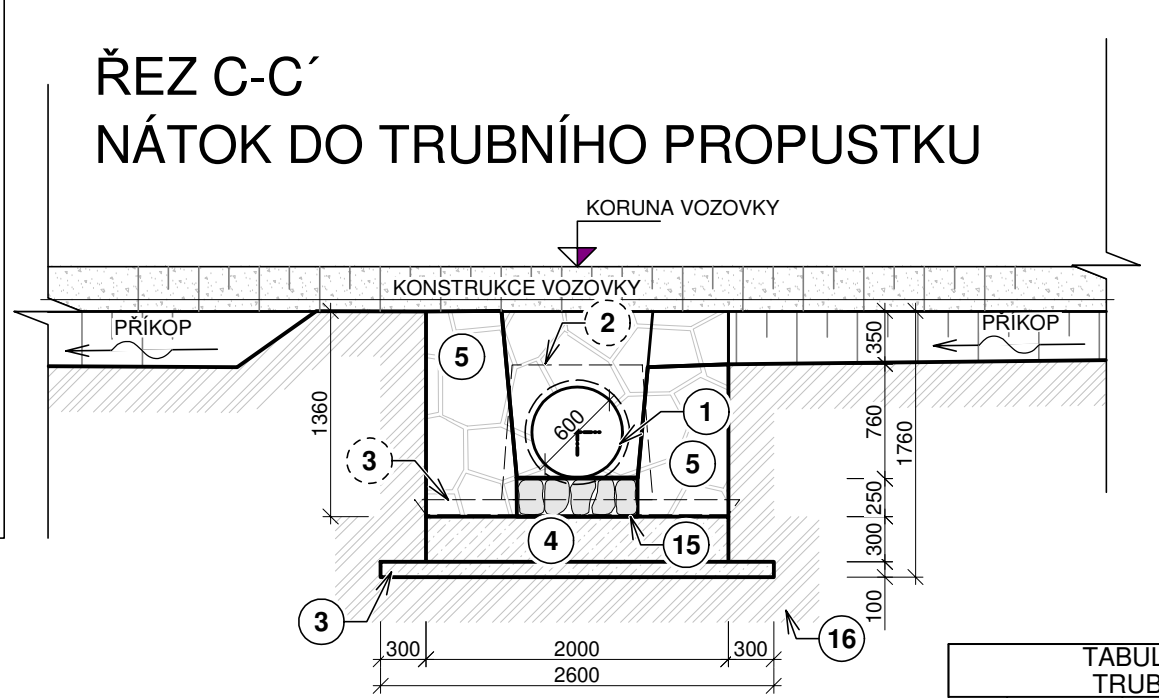 ŘEZ C-C´
NÁTOK DO TRUBNÍHO PROPUSTKU
KORUNA VOZOVKY
KONSTRUKCE VOZOVKY
PŘÍKOP
PŘÍKOP
2
5
1
5
3
4
15
3
16
600
1360
350
760
250
300
100
1760
300
2000
300
2600
TABUL
TRUB